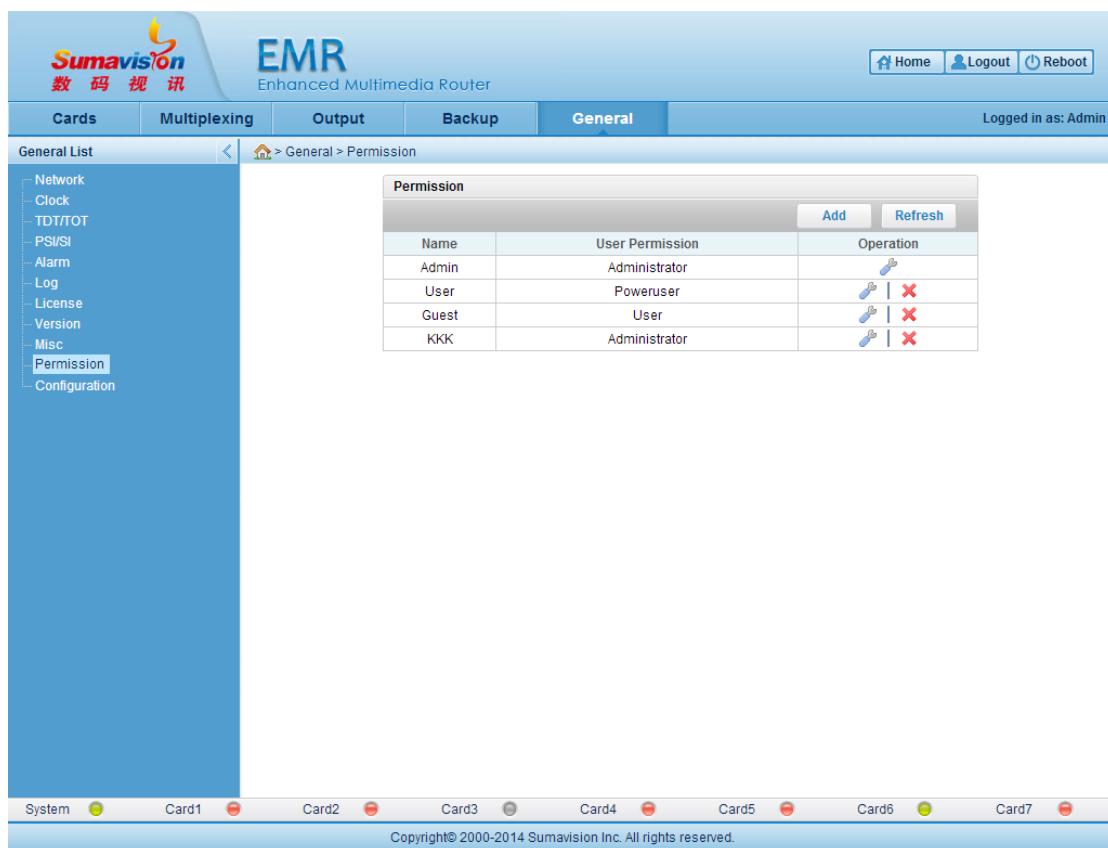 Sumavision
数码视讯
EMR
Enhanced Multimedia Router
Home Logout Reboot
Cards Multiplexing Output Backup General Logged in as: Admin
General List
> General > Permission
Network
Clock
TDT/TOT
PSI/SI
Alarm
Log
License
Version
Misc
Permission
Configuration
Permission
Add Refresh
Name User Permission Operation
Admin Administrator
User Poweruser
Guest User
KKK Administrator
System Card1 Card2 Card3 Card4 Card5 Card6 Card7
Copyright© 2000-2014 Sumavision Inc. All rights reserved.